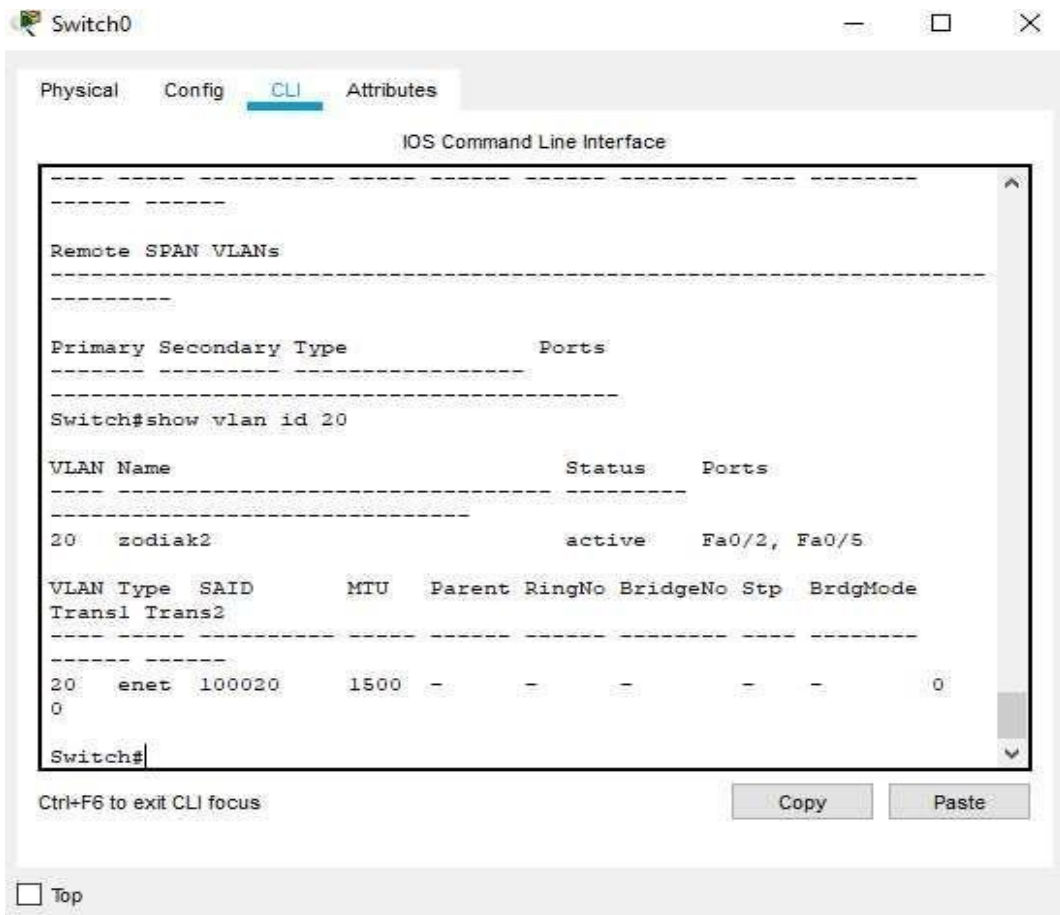 Switch0
Physical Config CLI Attributes
IOS Command Line Interface
---- ----- ---------- ----- ------ ------ -------- ---- --------
------ ------
Remote SPAN VLANs
----------------------------------------------------------------------
---------
Primary Secondary Type Ports
------- --------- -----------------
------------------------------------------
Switch#show vlan id 20
VLAN Name Status Ports
---- -------------------------------- ---------
-------------------------------
20 zodiak2 active Fa0/2, Fa0/5
VLAN Type SAID MTU Parent RingNo BridgeNo Stp BrdgMode
Trans1 Trans2
---- ----- ---------- ----- ------ ------ -------- ---- --------
------ ------
20 enet 100020 1500 - - - - - 0
0
Switch#
Ctrl+F6 to exit CLI focus
Copy Paste
Top